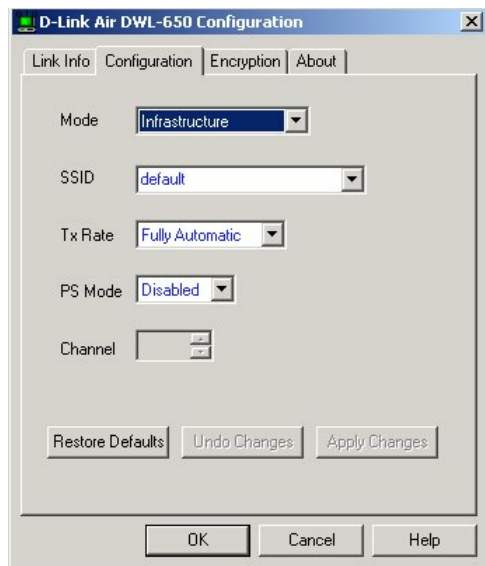 D-Link Air DWL-650 Configuration
Link Info Configuration Encryption About
Mode Infrastructure
SSID default
Tx Rate Fully Automatic
PS Mode Disabled
Channel
Restore Defaults Undo Changes Apply Changes
OK Cancel Help